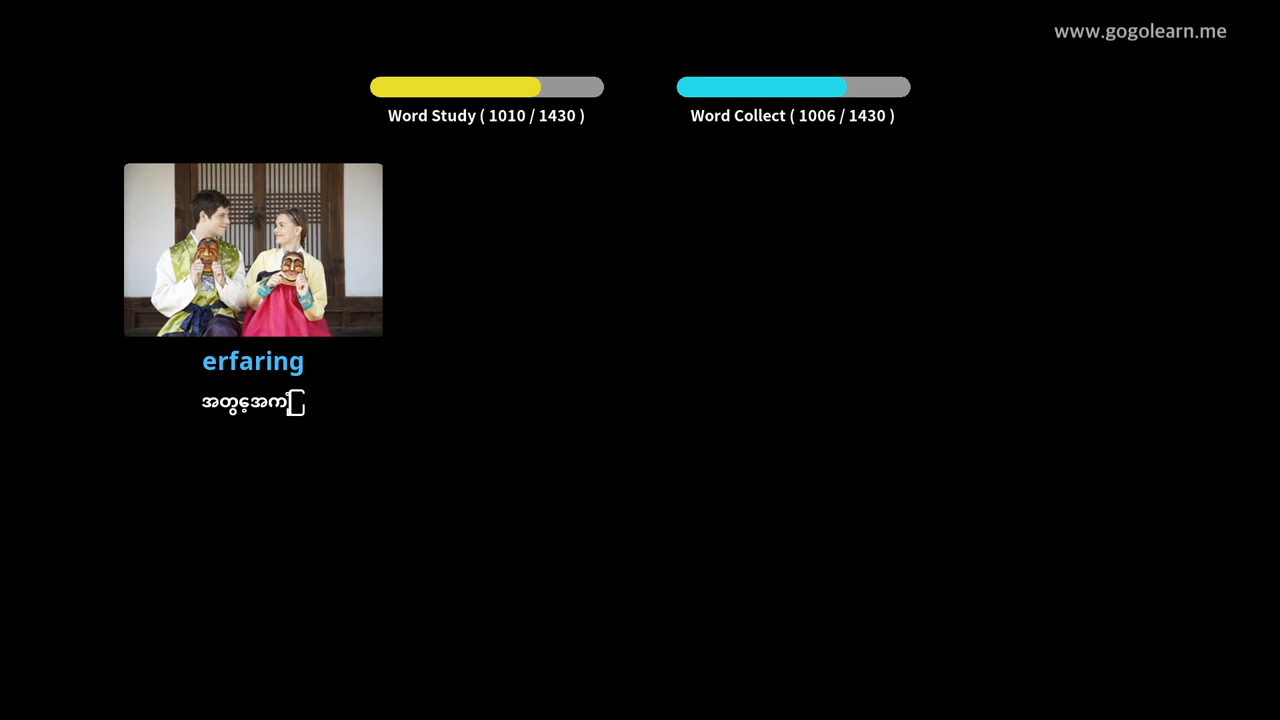 www.gogolearn.me
Word Study ( 1010 / 1430 )
Word Collect ( 1006 / 1430 )
erfaring
အတွေ့အကြုံ